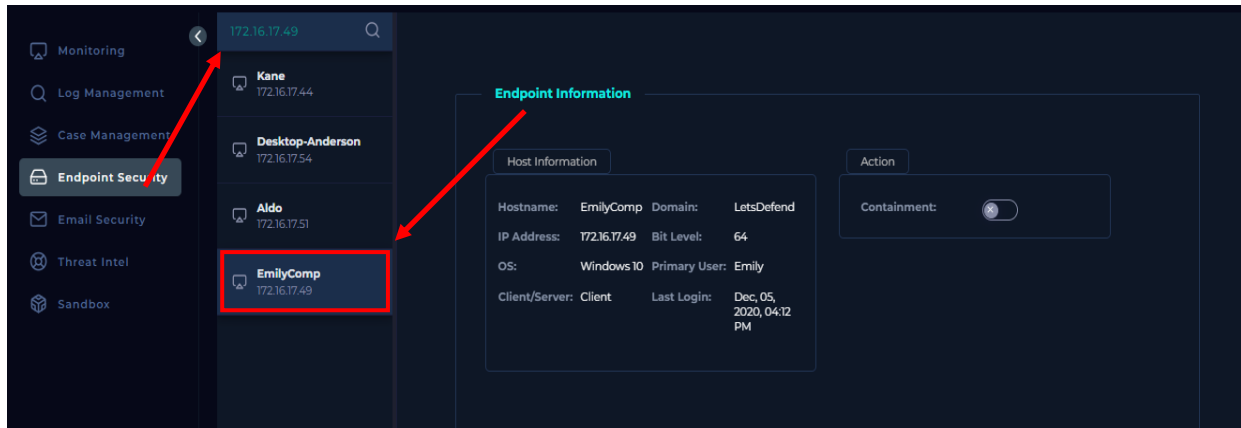 Monitoring
Log Management
Case Management
Endpoint Security
Email Security
Threat Intel
Sandbox
172.16.17.49
Kane
172.16.17.44
Desktop-Anderson
172.16.17.54
Aldo
172.16.17.51
EmilyComp
172.16.17.49
Endpoint Information
Host Information
Hostname: EmilyComp Domain: LetsDefend
IP Address: 172.16.17.49 Bit Level: 64
OS: Windows 10 Primary User: Emily
Client/Server: Client Last Login: Dec, 05,
2020, 04:12
PM
Action
Containment: